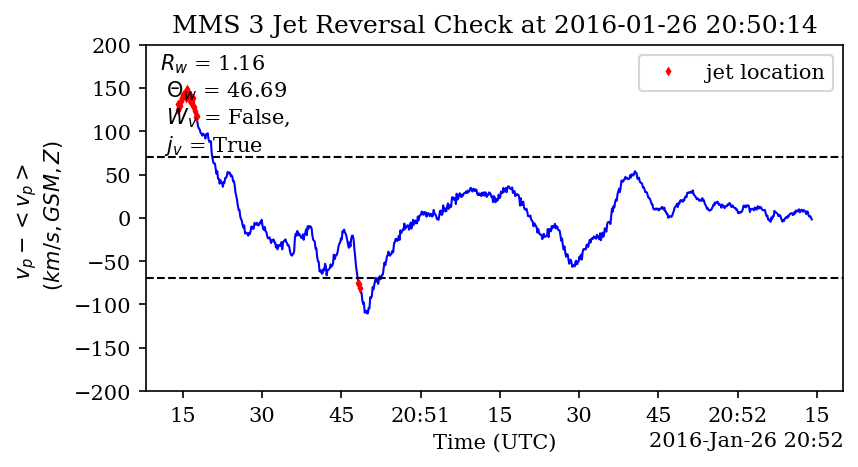 MMS 3 Jet Reversal Check at 2016-01-26 20:50:14
R_w = 1.16
Θ_w = 46.69
W_v = False,
j_v = True
jet location
v_p − < v_p >
(km/s, GSM, Z)
200
150
100
50
0
−50
−100
−150
−200
15 30 45 20:51 15 30 45 20:52 15
Time (UTC)
2016-Jan-26 20:52